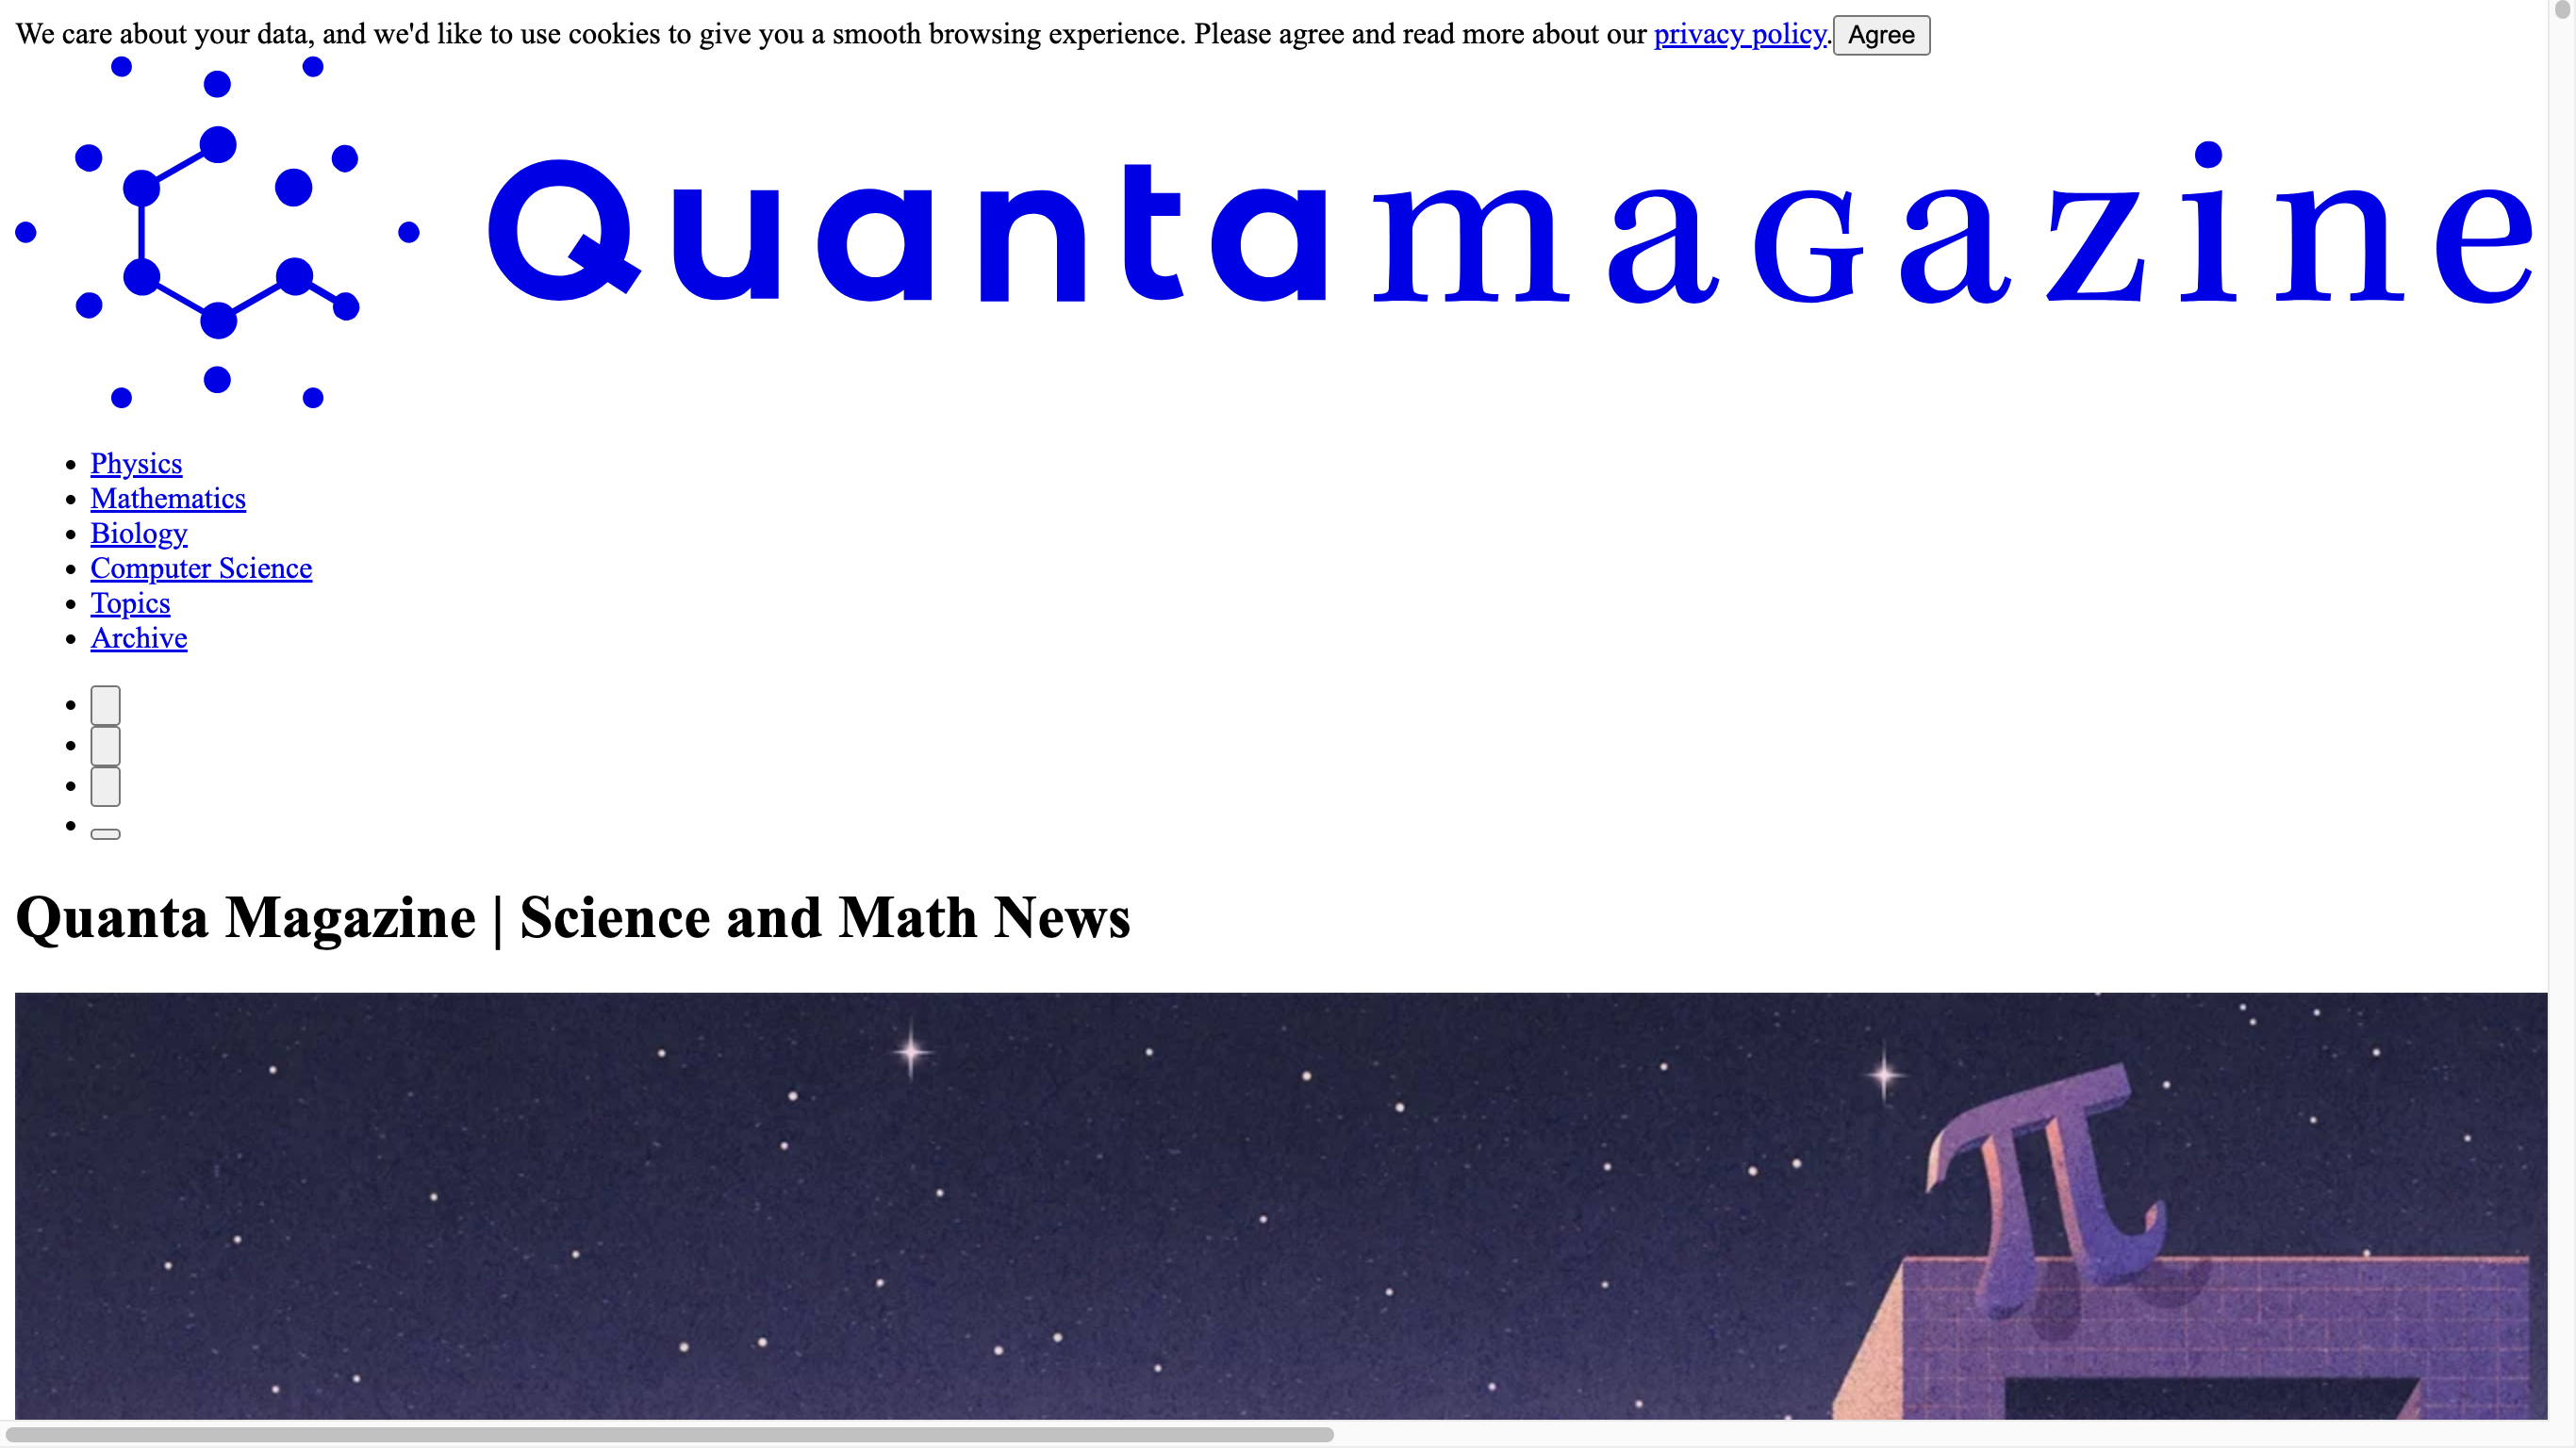 We care about your data, and we'd like to use cookies to give you a smooth browsing experience. Please agree and read more about our privacy policy. Agree
Quanta magazine
Physics
Mathematics
Biology
Computer Science
Topics
Archive
Quanta Magazine | Science and Math News
π